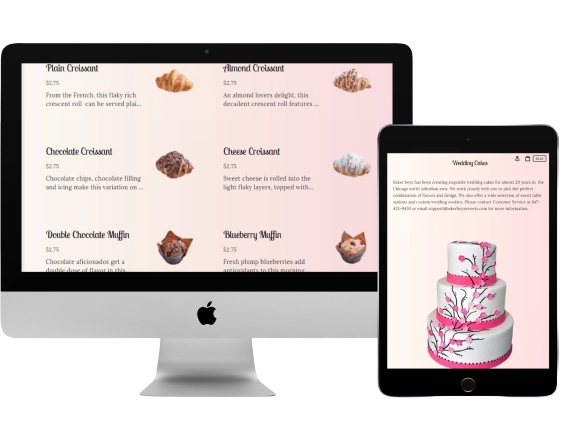 Plain Croissant
$2.75
From the French, this flaky rich
crescent roll can be served plai...
Almond Croissant
$2.75
An almond lovers delight, this
decadent crescent roll features ...
Chocolate Croissant
$2.75
Chocolate chips, chocolate filling
and icing make this variation on ...
Cheese Croissant
$2.75
Sweet cheese is rolled into the
light flaky layers, topped with...
Double Chocolate Muffin
$2.75
Chocolate aficionados get a
double dose of flavor in this
Blueberry Muffin
$2.75
Fresh plump blueberries add
antioxidants to this morning
Wedding Cakes
has been creating exquisite wedding cakes for almost 20 years in the
Chicago north suburban area. We work closely with you to pick the perfect
combination of flavors and design. We also offer a wide selection of sweet table
options and custom wedding cookies. Please contact Customer Service at
or email for more information.